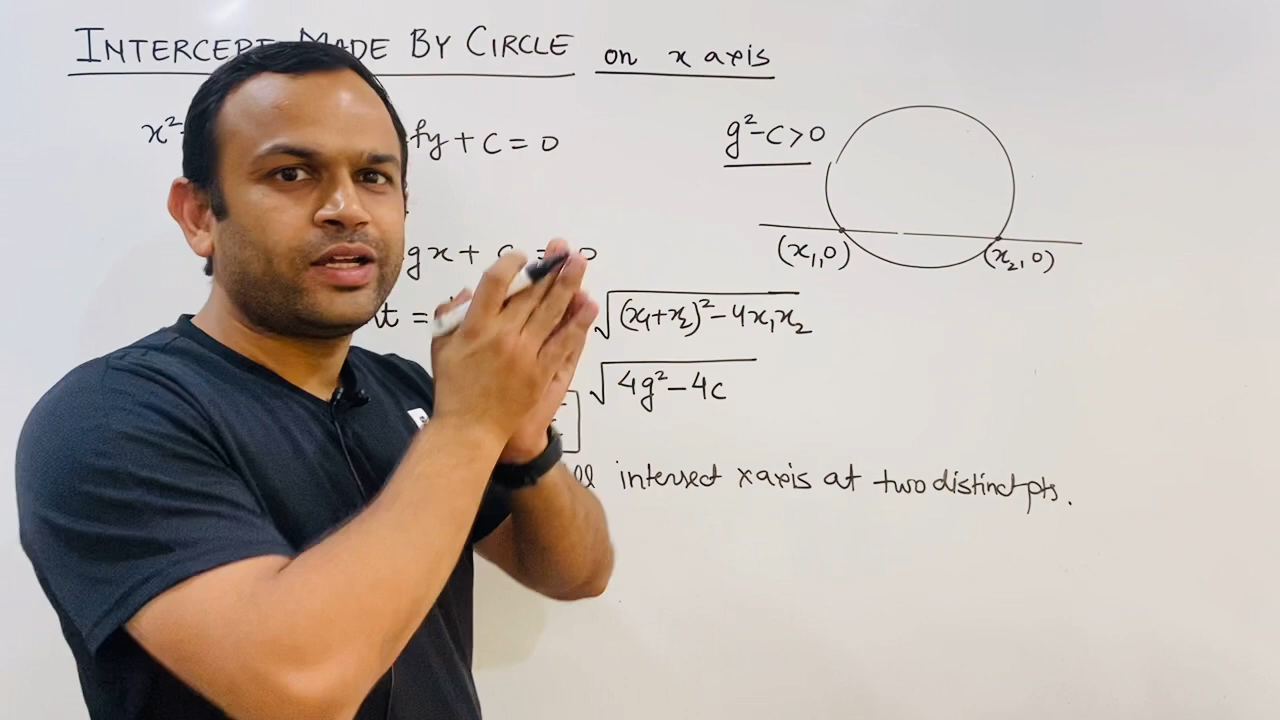 INTERCEPT MADE BY CIRCLE on x axis
x² fy + c = 0
g² - c > 0
gx + c = 0
(x₁,0) (x₂,0)
t = √(x₁+x₂)² - 4x₁x₂
√4g² - 4c
intersect x axis at two distinct pts.